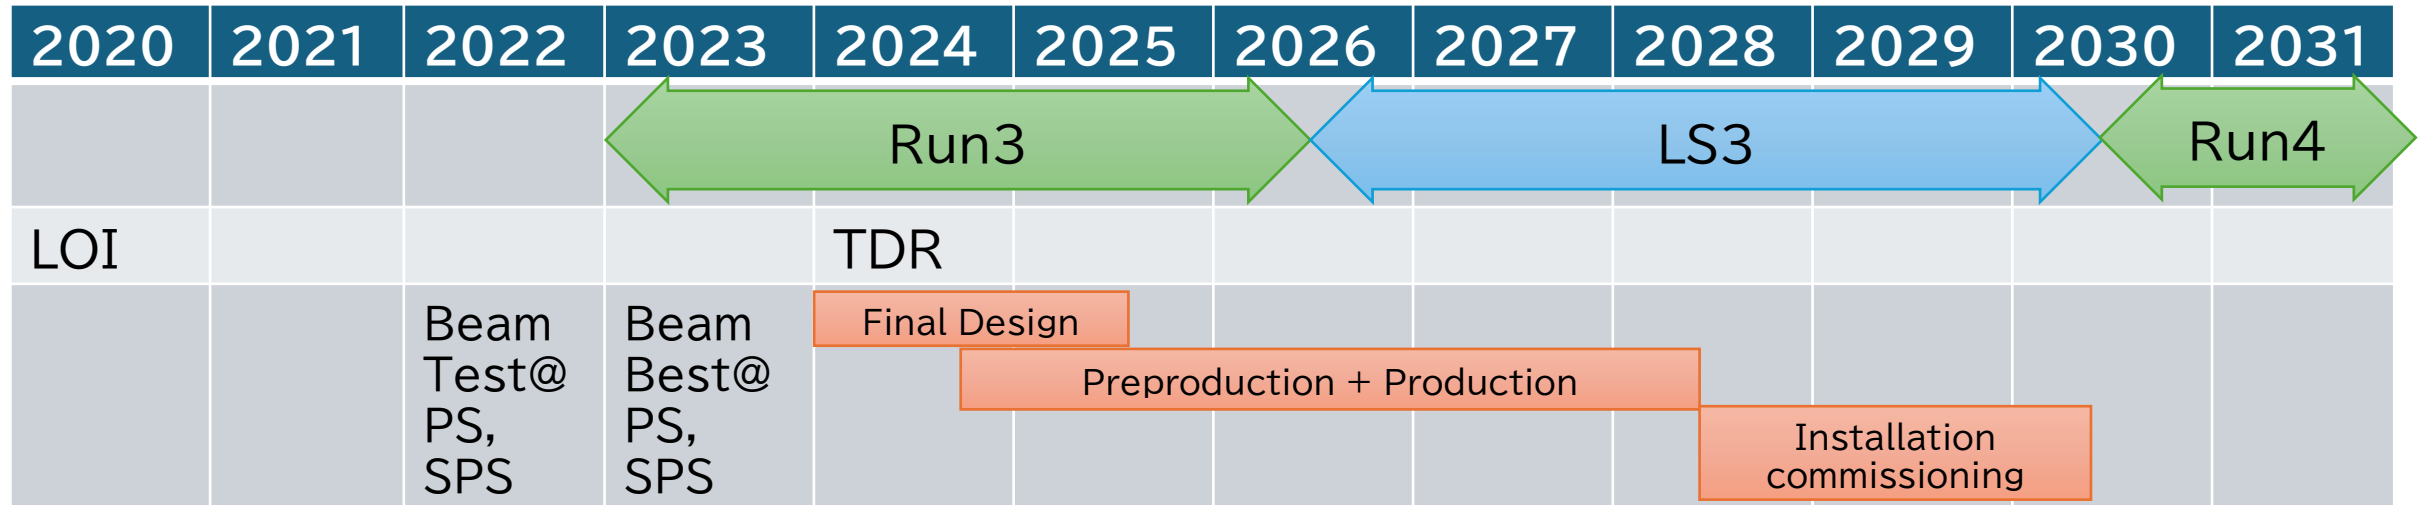 2020 2021 2022 2023 2024 2025 2026 2027 2028 2029 2030 2031
Run3 LS3 Run4
LOI TDR
Beam
Test@
PS,
SPS
Beam
Best@
PS,
SPS
Final Design
Preproduction + Production
Installation
commissioning